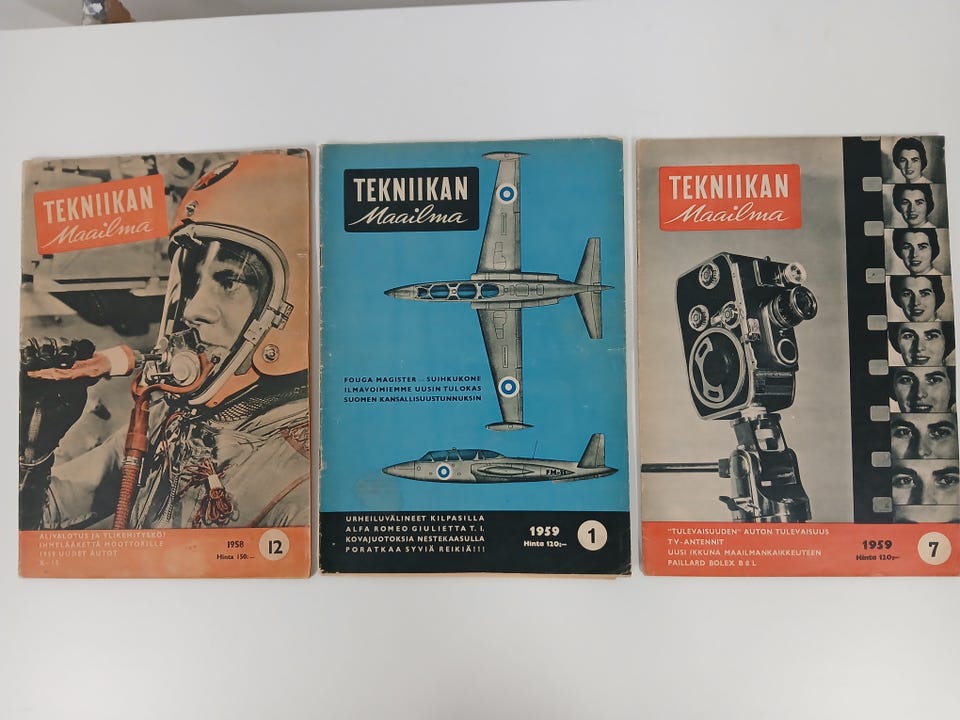 TEKNIIKAN
Maailma
ALIVALOTUS JA YLIKEHITYSKÖ?
IHMELÄÄKETTÄ MOOTTORILLE
1959 UUDET AUTOT
X-15
1958
Hinta 150:—
12
TEKNIIKAN
Maailma
FOUGA MAGISTER - SUIHKUKONE
ILMAVOIMIEMME UUSIN TULOKAS
SUOMEN KANSALLISUUSTUNNUKSIN
FM-11
URHEILUVÄLINEET KILPASILLA
ALFA ROMEO GIULIETTA T. I.
KOVAJUOTOKSIA NESTEKAASULLA
PORATKAA SYVIÄ REIKIÄ!!!
1959
Hinta 120:—
1
TEKNIIKAN
Maailma
"TULEVAISUUDEN" AUTON TULEVAISUUS
TV-ANTENNIT
UUSI IKKUNA MAAILMANKAIKKEUTEEN
PAILLARD BOLEX B 8 L
1959
Hinta 120:—
7